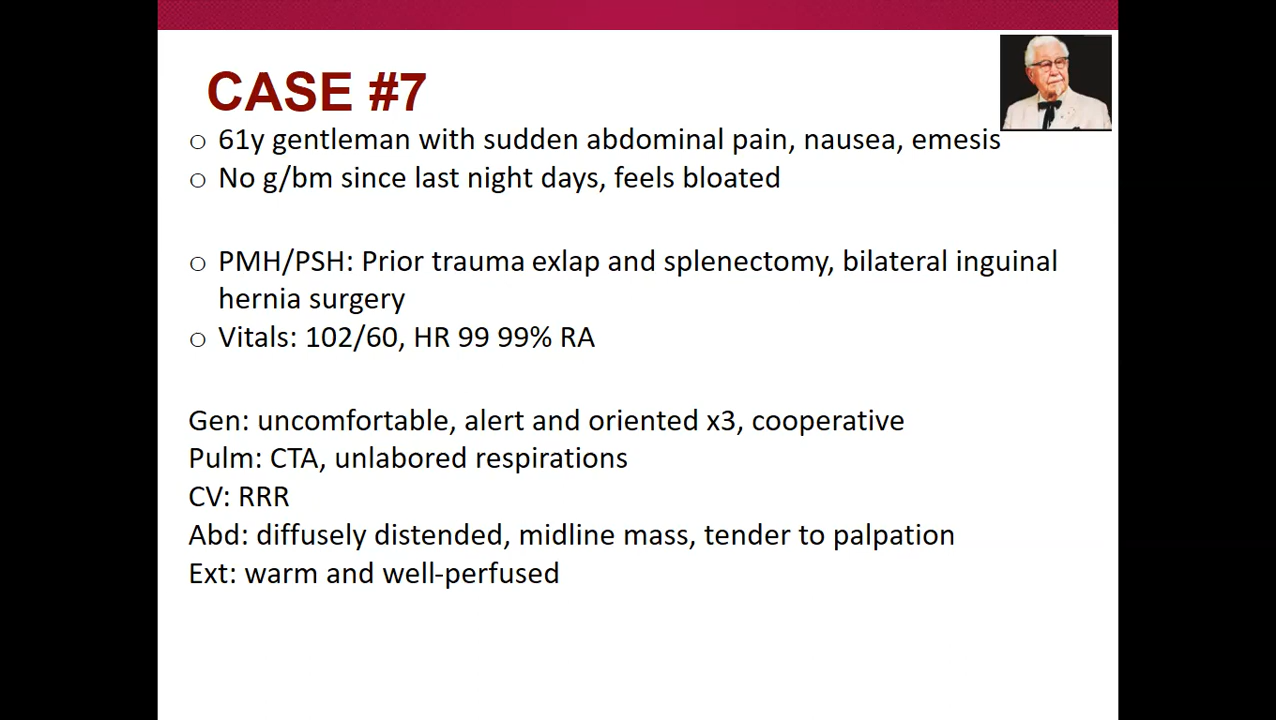 CASE #7
○ 61y gentleman with sudden abdominal pain, nausea, emesis
○ No g/bm since last night days, feels bloated
○ PMH/PSH: Prior trauma exlap and splenectomy, bilateral inguinal
hernia surgery
○ Vitals: 102/60, HR 99 99% RA
Gen: uncomfortable, alert and oriented x3, cooperative
Pulm: CTA, unlabored respirations
CV: RRR
Abd: diffusely distended, midline mass, tender to palpation
Ext: warm and well-perfused